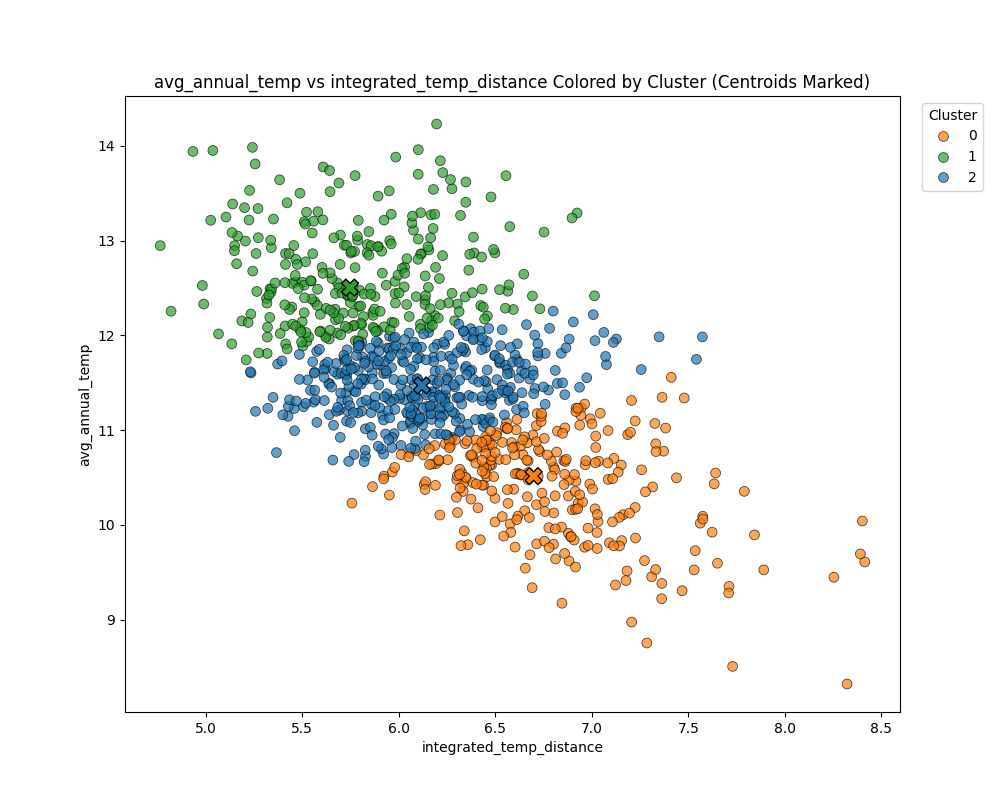 avg_annual_temp vs integrated_temp_distance Colored by Cluster (Centroids Marked)
Cluster
0
1
2
avg_annual_temp
14
13
12
11
10
9
5.0 5.5 6.0 6.5 7.0 7.5 8.0 8.5
integrated_temp_distance